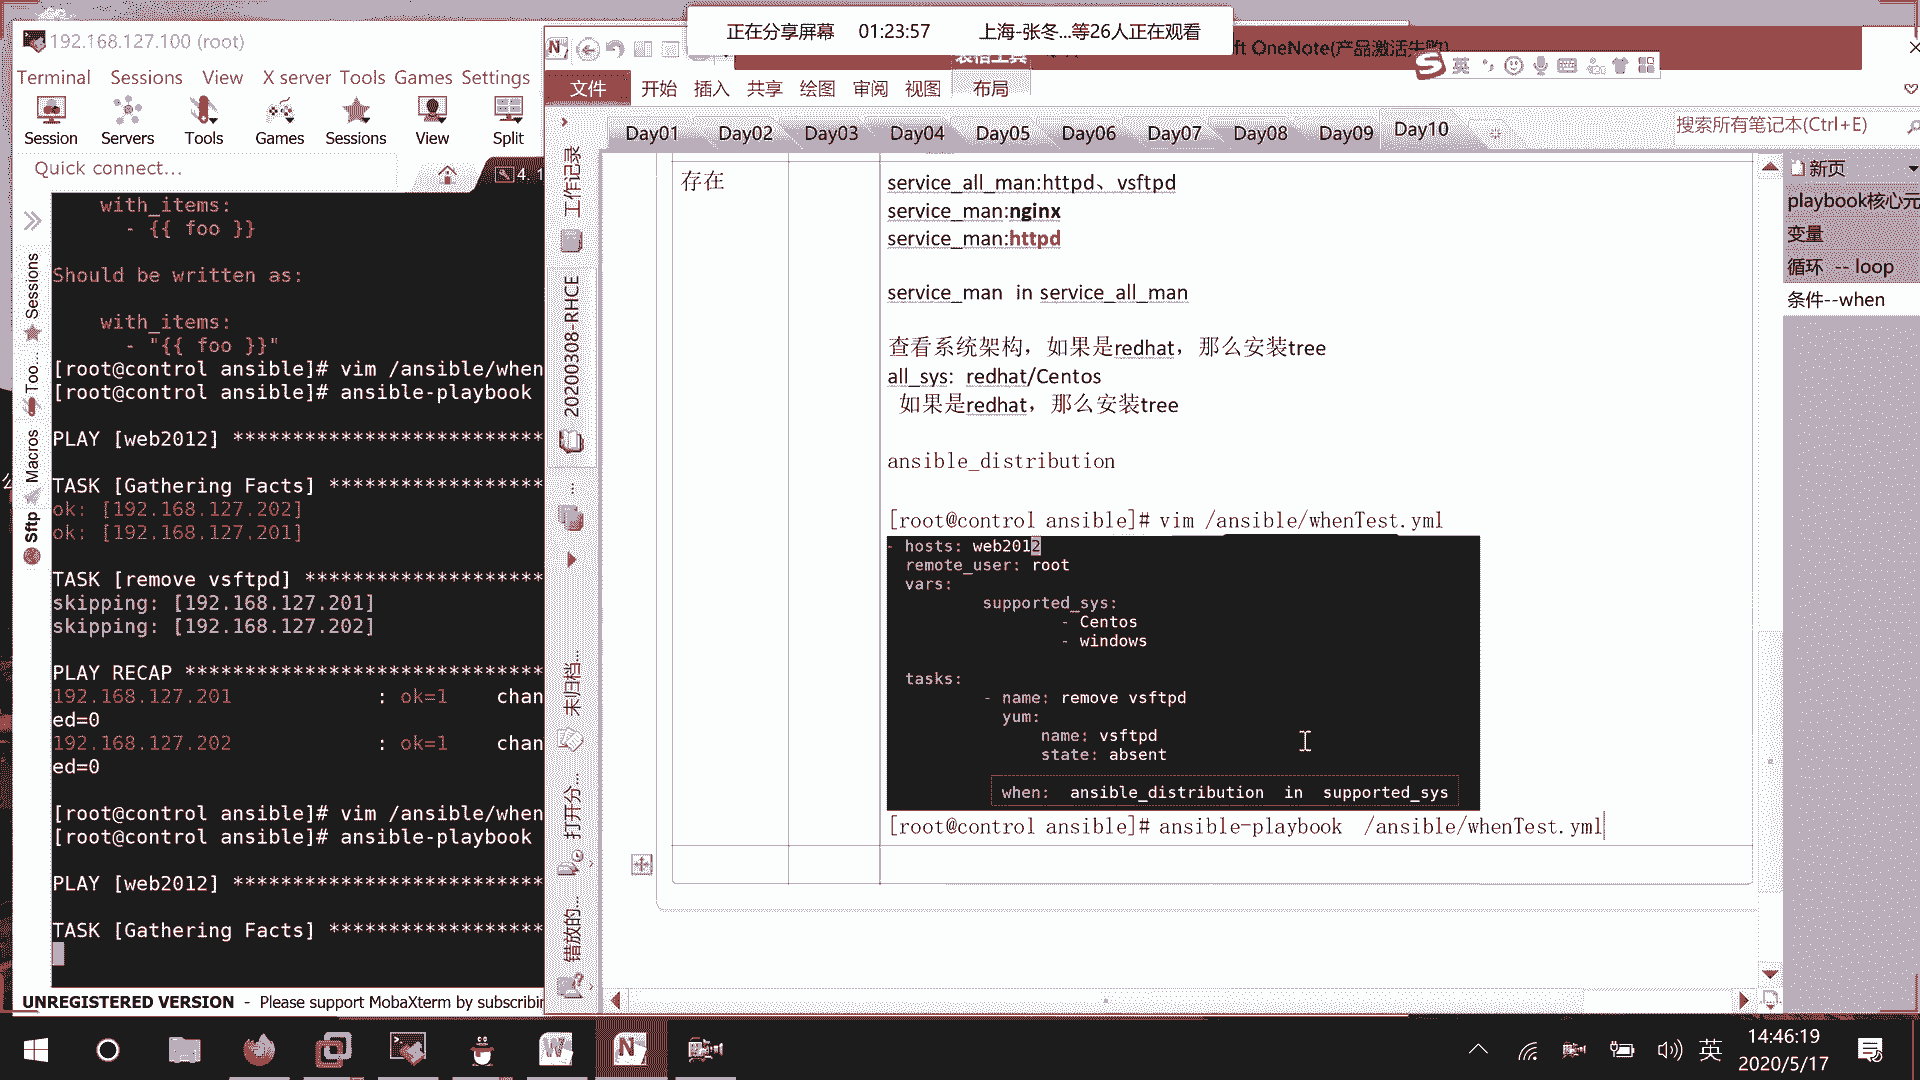 正在分享屏幕 01:23:57 上海-张冬...等26人正在观看
192.168.127.100 (root)
Terminal Sessions View X server Tools Games Settings
Session Servers Tools Games Sessions View Split
Quick connect...
4. 1
Sessions
Too...
Macros
Sftp
with_items:
- {{ foo }}
Should be written as:
with_items:
- "{{ foo }}"
[root@control ansible]# vim /ansible/when
[root@control ansible]# ansible-playbook
PLAY [web2012] **************************
TASK [Gathering Facts] ******************
ok: [192.168.127.202]
ok: [192.168.127.201]
TASK [remove vsftpd] ********************
skipping: [192.168.127.201]
skipping: [192.168.127.202]
PLAY RECAP ******************************
192.168.127.201 : ok=1 chan
ed=0
192.168.127.202 : ok=1 chan
ed=0
[root@control ansible]# vim /ansible/when
[root@control ansible]# ansible-playbook
PLAY [web2012] **************************
TASK [Gathering Facts] ******************
UNREGISTERED VERSION - Please support MobaXterm by subscribin
ft OneNote(产品激活失败)
表格工具
英
文件 开始 插入 共享 绘图 审阅 视图 布局
Day01 Day02 Day03 Day04 Day05 Day06 Day07 Day08 Day09 Day10
搜索所有笔记本(Ctrl+E)
工作记录
20200308-RHCE
未归档...
打开分...
错放的...
新页
playbook核心元
变量
循环 -- loop
条件--when
存在
service_all_man:httpd、vsftpd
service_man:nginx
service_man:httpd
service_man in service_all_man
查看系统架构，如果是redhat，那么安装tree
all_sys: redhat/Centos
如果是redhat，那么安装tree
ansible_distribution
[root@control ansible]# vim /ansible/whenTest.yml
- hosts: web2012
remote_user: root
vars:
supported_sys:
- Centos
- windows
tasks:
- name: remove vsftpd
yum:
name: vsftpd
state: absent
when: ansible_distribution in supported_sys
[root@control ansible]# ansible-playbook /ansible/whenTest.yml
英
14:46:19
2020/5/17